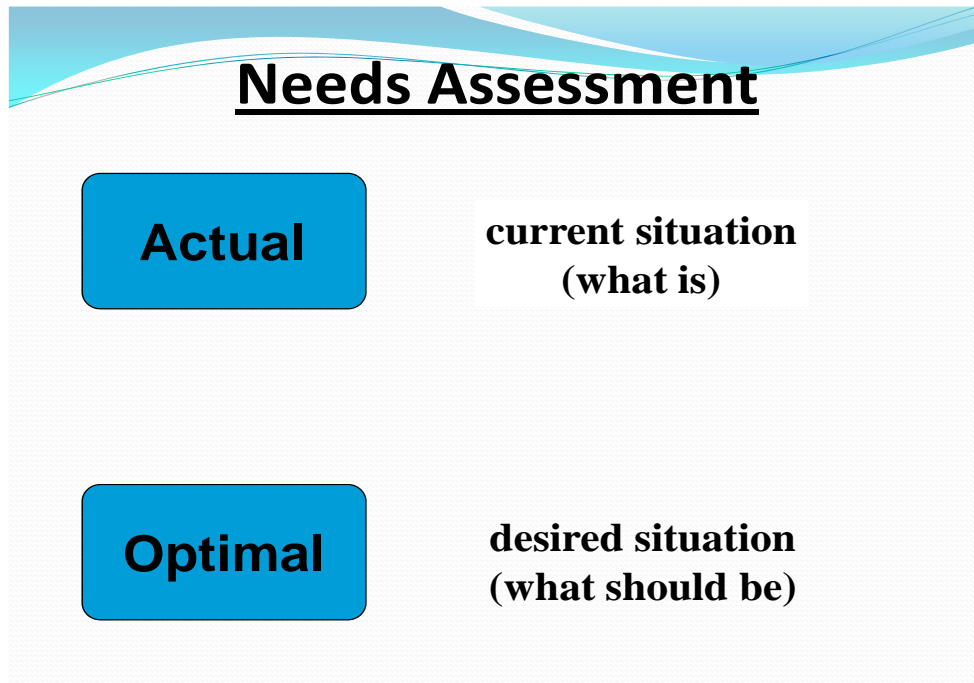 Needs Assessment
Actual
current situation
(what is)
Optimal
desired situation
(what should be)